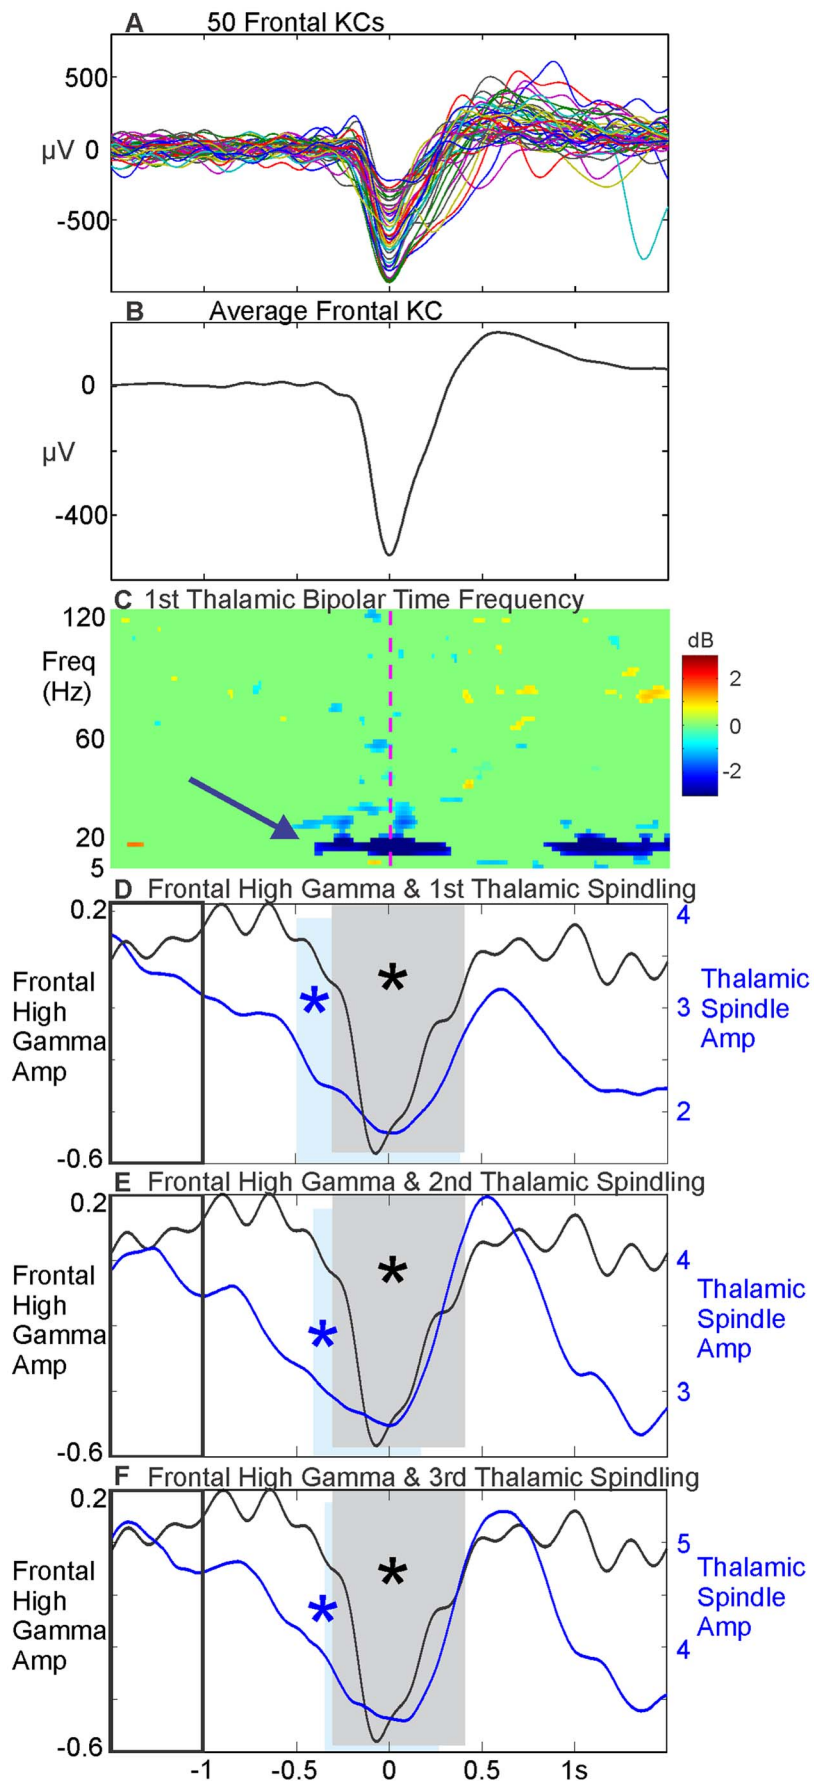 A 50 Frontal KCs
500
µV 0
-500
B Average Frontal KC
0
µV
-400
C 1st Thalamic Bipolar Time Frequency
120
Freq
(Hz)
60
20
5
dB
2
0
-2
D Frontal High Gamma & 1st Thalamic Spindling
0.2
Frontal
High
Gamma
Amp
-0.6
*
*
4
3
2
Thalamic
Spindle
Amp
E Frontal High Gamma & 2nd Thalamic Spindling
0.2
Frontal
High
Gamma
Amp
-0.6
*
*
4
3
Thalamic
Spindle
Amp
F Frontal High Gamma & 3rd Thalamic Spindling
0.2
Frontal
High
Gamma
Amp
-0.6
*
*
5
4
Thalamic
Spindle
Amp
-1 -0.5 0 0.5 1s